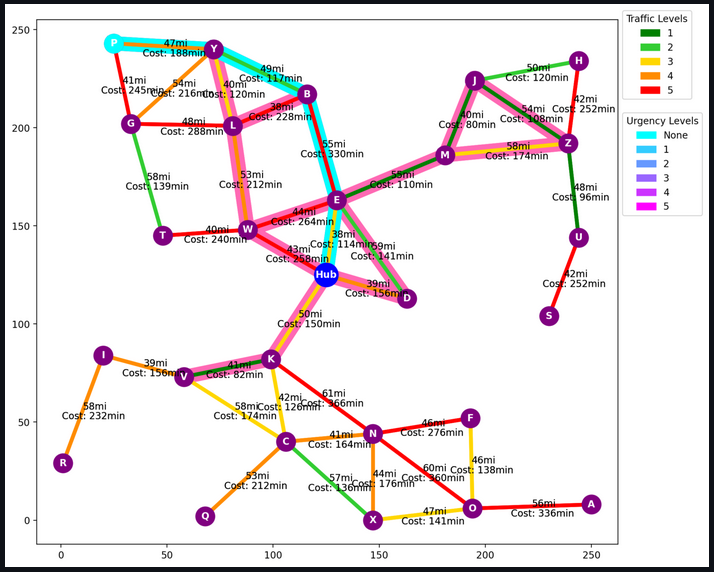 Traffic Levels
1
2
3
4
5
Urgency Levels
None
1
2
3
4
5
250
200
150
100
50
0
0
50
100
150
200
250
P
Y
47mi
Cost: 188min
49mi
Cost: 117min
41mi
Cost: 245min
54mi
Cost: 216min
40mi
Cost: 120min
B
38mi
Cost: 228min
G
L
48mi
Cost: 288min
55mi
Cost: 330min
58mi
Cost: 139min
53mi
Cost: 212min
T
40mi
Cost: 240min
W
44mi
Cost: 264min
E
43mi
Cost: 258min
38mi
Cost: 114min
59mi
Cost: 141min
Hub
39mi
Cost: 156min
D
55mi
Cost: 110min
M
40mi
Cost: 80min
J
50mi
Cost: 120min
H
54mi
Cost: 108min
42mi
Cost: 252min
58mi
Cost: 174min
Z
48mi
Cost: 96min
U
42mi
Cost: 252min
S
50mi
Cost: 150min
I
39mi
Cost: 156min
V
41mi
Cost: 82min
K
58mi
Cost: 232min
R
58mi
Cost: 174min
42mi
Cost: 126min
61mi
Cost: 366min
C
41mi
Cost: 164min
N
46mi
Cost: 276min
F
53mi
Cost: 212min
Q
57mi
Cost: 136min
44mi
Cost: 176min
60mi
Cost: 360min
46mi
Cost: 138min
X
47mi
Cost: 141min
O
56mi
Cost: 336min
A